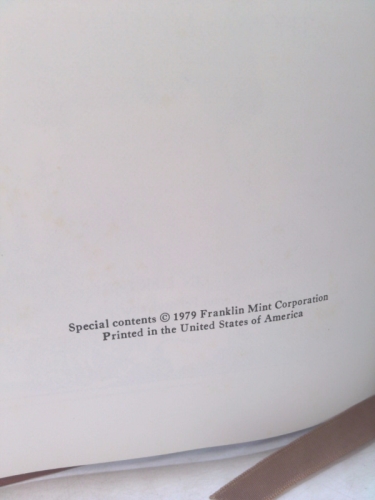 Special contents © 1979 Franklin Mint Corporation
Printed in the United States of America